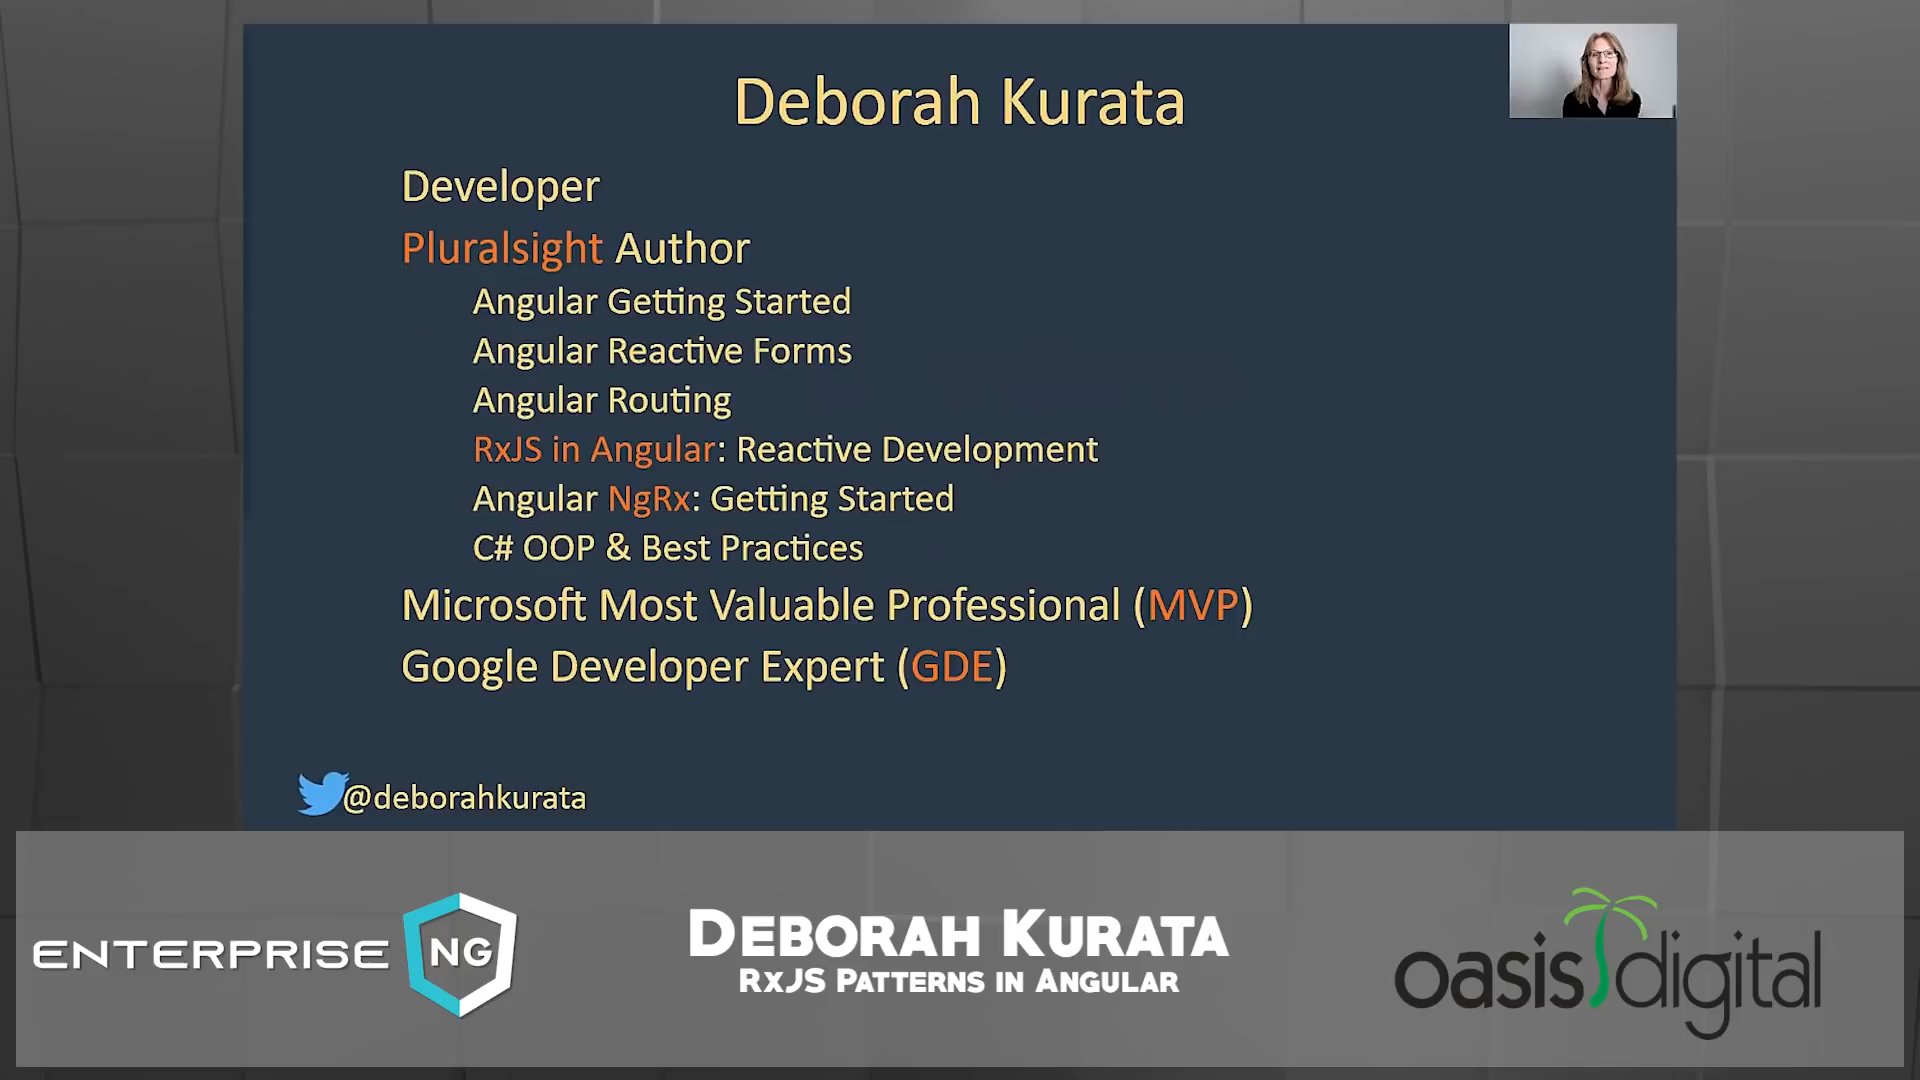 Deborah Kurata
Developer
Pluralsight Author
Angular Getting Started
Angular Reactive Forms
Angular Routing
RxJS in Angular: Reactive Development
Angular NgRx: Getting Started
C# OOP & Best Practices
Microsoft Most Valuable Professional (MVP)
Google Developer Expert (GDE)
@deborahkurata
ENTERPRISE NG
DEBORAH KURATA
RXJS PATTERNS IN ANGULAR
oasis digital